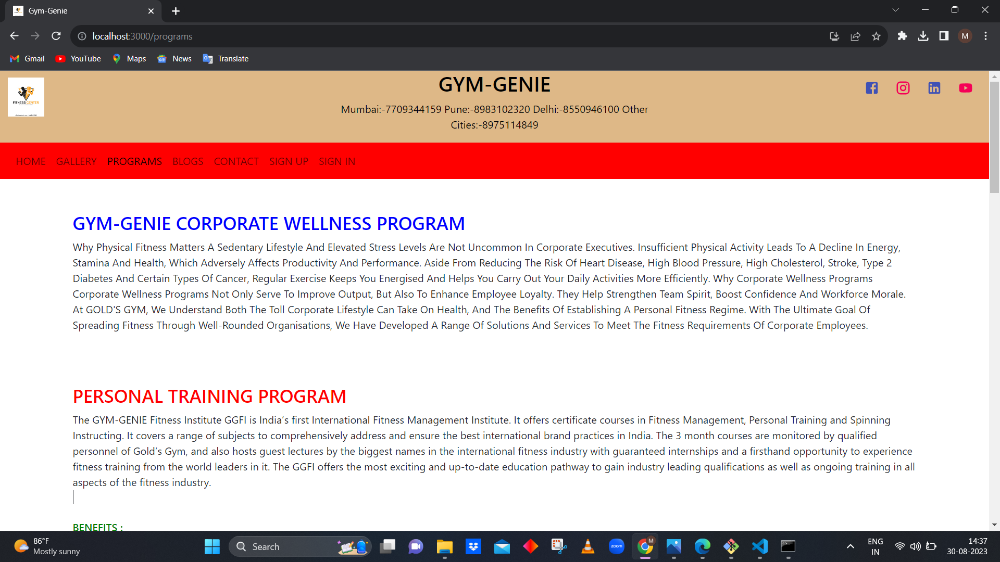 Gym-Genie
localhost:3000/programs
M
Gmail YouTube Maps News Translate
FITNESS CENTER
GYM-GENIE
Mumbai:-7709344159 Pune:-8983102320 Delhi:-8550946100 Other
Cities:-8975114849
HOME GALLERY PROGRAMS BLOGS CONTACT SIGN UP SIGN IN
GYM-GENIE CORPORATE WELLNESS PROGRAM
Why Physical Fitness Matters A Sedentary Lifestyle And Elevated Stress Levels Are Not Uncommon In Corporate Executives. Insufficient Physical Activity Leads To A Decline In Energy,
Stamina And Health, Which Adversely Affects Productivity And Performance. Aside From Reducing The Risk Of Heart Disease, High Blood Pressure, High Cholesterol, Stroke, Type 2
Diabetes And Certain Types Of Cancer, Regular Exercise Keeps You Energised And Helps You Carry Out Your Daily Activities More Efficiently. Why Corporate Wellness Programs
Corporate Wellness Programs Not Only Serve To Improve Output, But Also To Enhance Employee Loyalty. They Help Strengthen Team Spirit, Boost Confidence And Workforce Morale.
At GOLD'S GYM, We Understand Both The Toll Corporate Lifestyle Can Take On Health, And The Benefits Of Establishing A Personal Fitness Regime. With The Ultimate Goal Of
Spreading Fitness Through Well-Rounded Organisations, We Have Developed A Range Of Solutions And Services To Meet The Fitness Requirements Of Corporate Employees.
PERSONAL TRAINING PROGRAM
The GYM-GENIE Fitness Institute GGFI is India’s first International Fitness Management Institute. It offers certificate courses in Fitness Management, Personal Training and Spinning
Instructing. It covers a range of subjects to comprehensively address and ensure the best international brand practices in India. The 3 month courses are monitored by qualified
personnel of Gold’s Gym, and also hosts guest lectures by the biggest names in the international fitness industry with guaranteed internships and a firsthand opportunity to experience
fitness training from the world leaders in it. The GGFI offers the most exciting and up-to-date education pathway to gain industry leading qualifications as well as ongoing training in all
aspects of the fitness industry.
BENEFITS :
86°F
Mostly sunny
Search
zoom
M
ENG
IN
14:37
30-08-2023